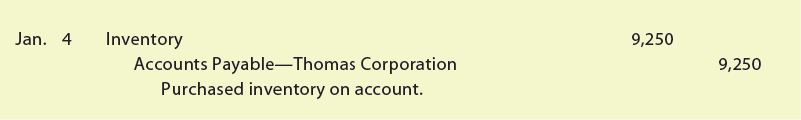 Jan. 4 Inventory 9,250
Accounts Payable—Thomas Corporation 9,250
Purchased inventory on account.